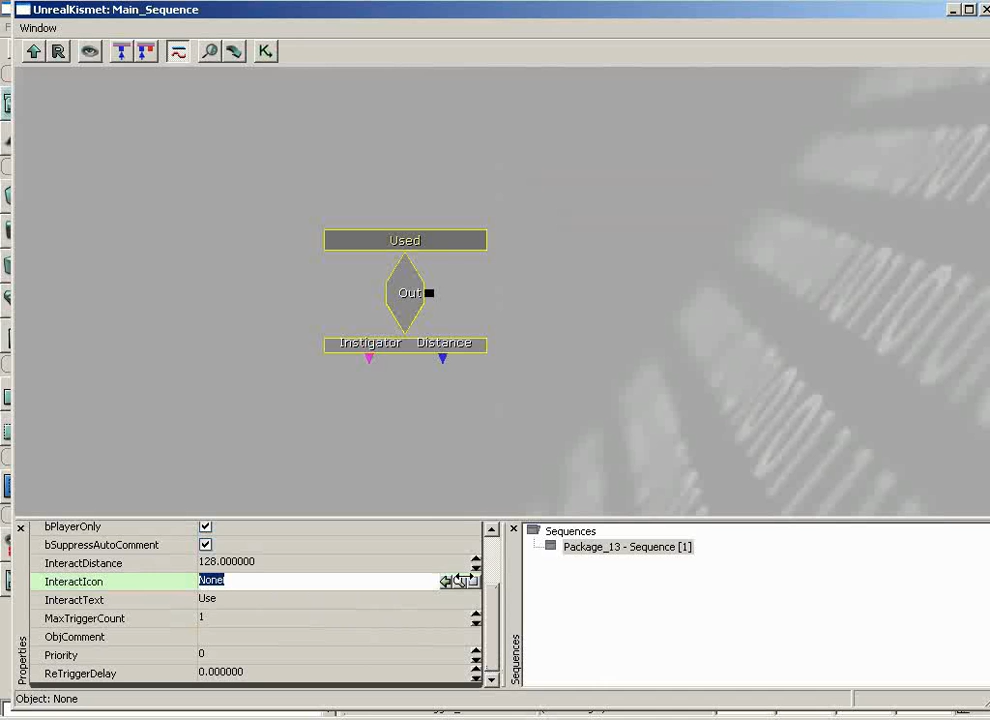 UnrealKismet: Main_Sequence
Window
R
K
Used
Out
Instigator Distance
bPlayerOnly
bSuppressAutoComment
InteractDistance 128.000000
InteractIcon None
InteractText Use
MaxTriggerCount 1
ObjComment
Priority 0
ReTriggerDelay 0.000000
Properties
Sequences
Package_13 - Sequence [1]
Sequences
Object: None